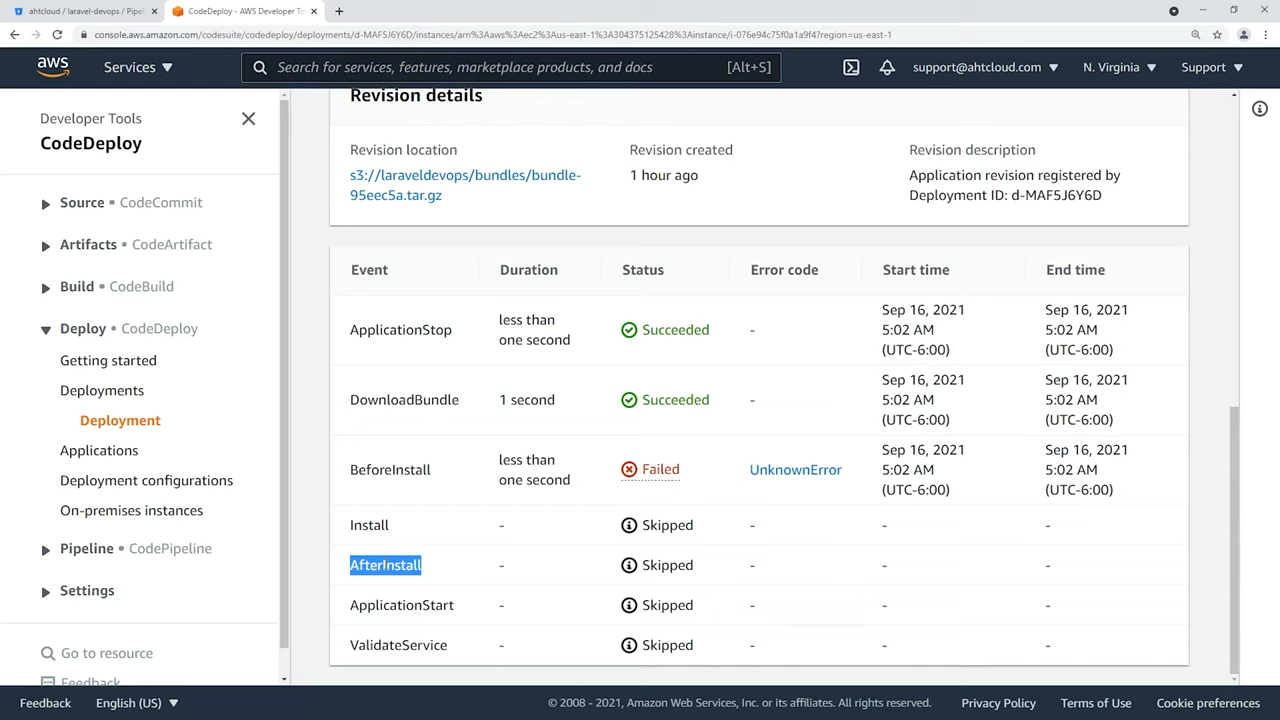 ahtcloud / laravel-devops / Pipel
CodeDeploy - AWS Developer To
console.aws.amazon.com/codesuite/codedeploy/deployments/d-MAF5J6Y6D/instances/arn%3Aaws%3Aec2%3Aus-east-1%3A304375125428%3Ainstance/i-076e94c75f0a1a9f4?region=us-east-1
aws
Services
Search for services, features, marketplace products, and docs
[Alt+S]
support@ahtcloud.com
N. Virginia
Support
Developer Tools
CodeDeploy
Source • CodeCommit
Artifacts • CodeArtifact
Build • CodeBuild
Deploy • CodeDeploy
Getting started
Deployments
Deployment
Applications
Deployment configurations
On-premises instances
Pipeline • CodePipeline
Settings
Go to resource
Feedback
Revision details
Revision location
s3://laraveldevops/bundles/bundle-
95eec5a.tar.gz
Revision created
1 hour ago
Revision description
Application revision registered by
Deployment ID: d-MAF5J6Y6D
Event Duration Status Error code Start time End time
ApplicationStop
less than
one second
Succeeded
-
Sep 16, 2021
5:02 AM
(UTC-6:00)
Sep 16, 2021
5:02 AM
(UTC-6:00)
DownloadBundle
1 second
Succeeded
-
Sep 16, 2021
5:02 AM
(UTC-6:00)
Sep 16, 2021
5:02 AM
(UTC-6:00)
BeforeInstall
less than
one second
Failed
UnknownError
Sep 16, 2021
5:02 AM
(UTC-6:00)
Sep 16, 2021
5:02 AM
(UTC-6:00)
Install - Skipped - - -
AfterInstall - Skipped - - -
ApplicationStart - Skipped - - -
ValidateService - Skipped - - -
Feedback
English (US)
© 2008 - 2021, Amazon Web Services, Inc. or its affiliates. All rights reserved.
Privacy Policy
Terms of Use
Cookie preferences